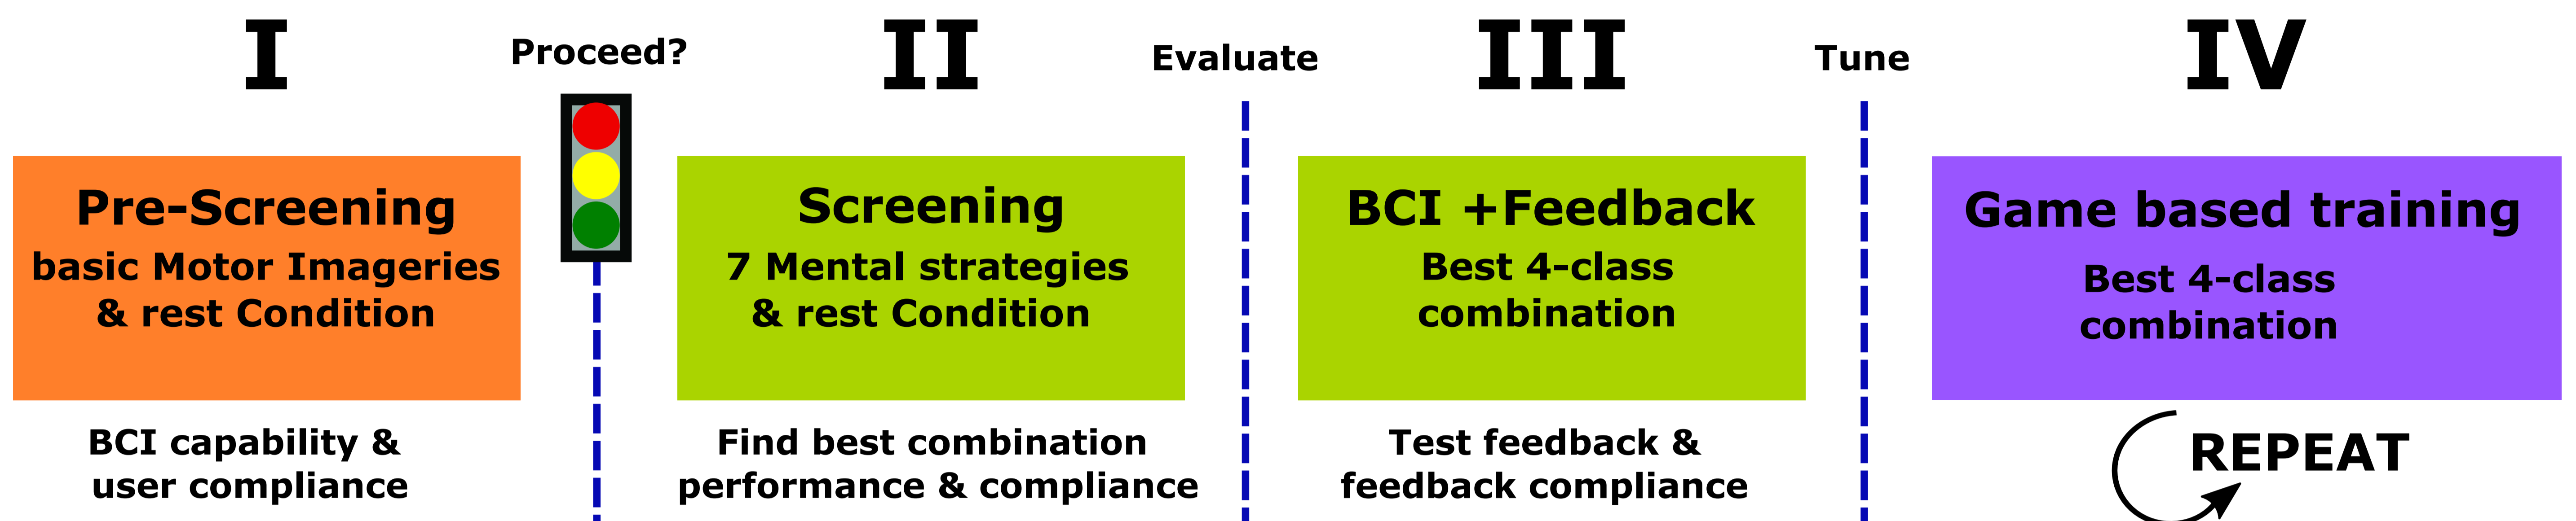 I
Proceed?
II
Evaluate
III
Tune
IV
Pre-Screening
basic Motor Imageries
& rest Condition
BCI capability &
user compliance
Screening
7 Mental strategies
& rest Condition
Find best combination
performance & compliance
BCI +Feedback
Best 4-class
combination
Test feedback &
feedback compliance
Game based training
Best 4-class
combination
REPEAT